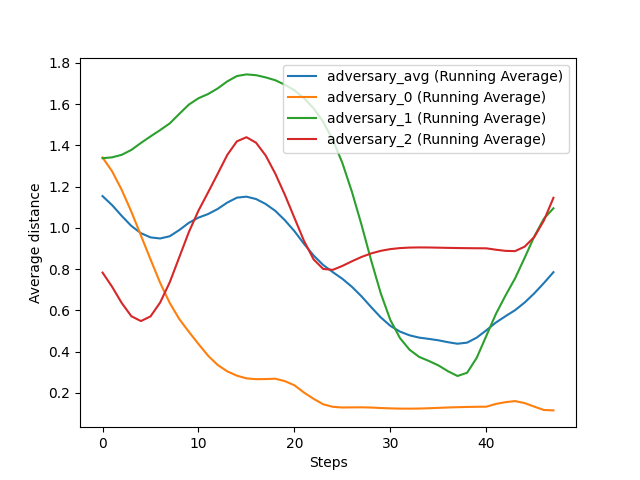 1.8
1.6
1.4
1.2
1.0
0.8
0.6
0.4
0.2
Average distance
adversary_avg (Running Average)
adversary_0 (Running Average)
adversary_1 (Running Average)
adversary_2 (Running Average)
0 10 20 30 40
Steps